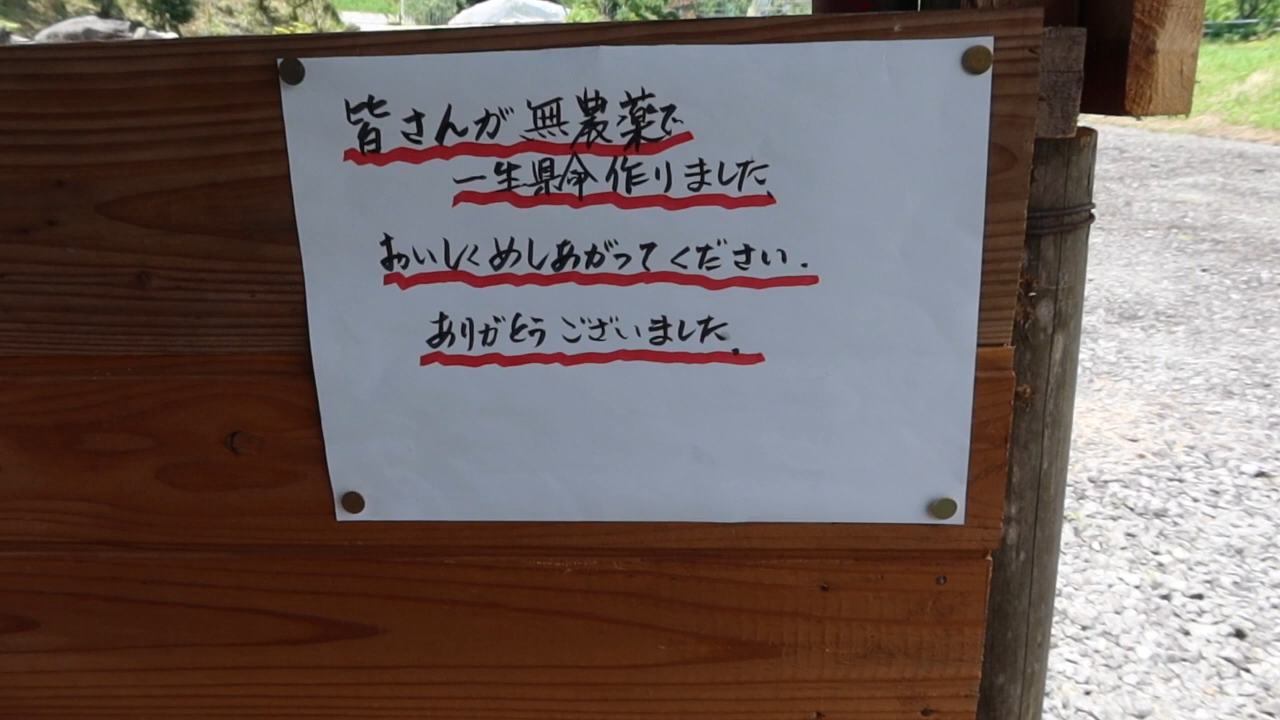 皆さんが無農薬で
一生県命作りました、
おいしくめしあがってください.
ありがとうございました。